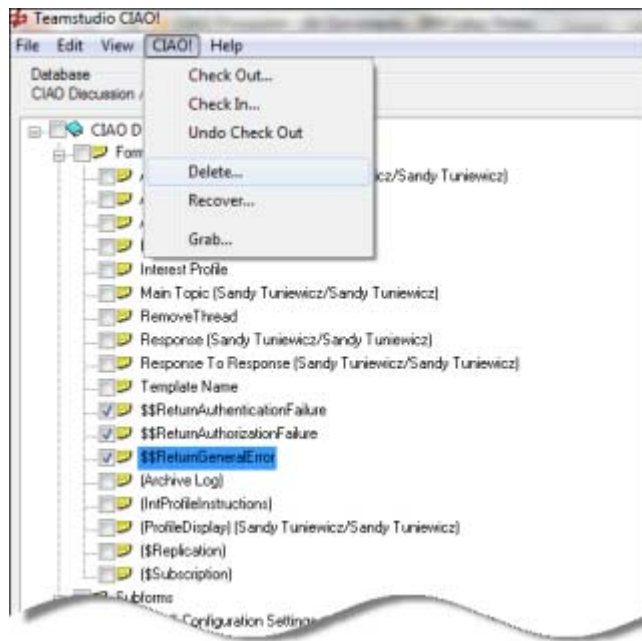 Teamstudio CIAO!
File Edit View CIAO! Help
Database
CIAO Discussion
Check Out...
Check In...
Undo Check Out
Delete...
Recover...
Grab...
CIAO D
For
cz/Sandy Tuniewicz)
Interest Profile
Main Topic (Sandy Tuniewicz/Sandy Tuniewicz)
RemoveThread
Response (Sandy Tuniewicz/Sandy Tuniewicz)
Response To Response (Sandy Tuniewicz/Sandy Tuniewicz)
Template Name
$$ReturnAuthenticationFailure
$$ReturnAuthorizationFailure
$$ReturnGeneralError
(Archive Log)
(IntProfileInstructions)
(ProfileDisplay) (Sandy Tuniewicz/Sandy Tuniewicz)
($Replication)
($Subscription)
Subforms
Configuration Settings